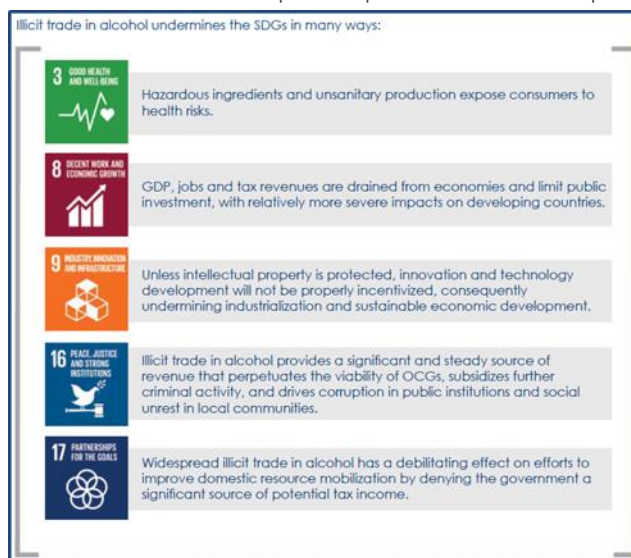 Illicit trade in alcohol undermines the SDGs in many ways:
3 GOOD HEALTH
AND WELL-BEING
Hazardous ingredients and unsanitary production expose consumers to
health risks.
8 DECENT WORK AND
ECONOMIC GROWTH
GDP, jobs and tax revenues are drained from economies and limit public
investment, with relatively more severe impacts on developing countries.
9 INDUSTRY, INNOVATION
AND INFRASTRUCTURE
Unless intellectual property is protected, innovation and technology
development will not be properly incentivized, consequently
undermining industrialization and sustainable economic development.
16 PEACE, JUSTICE
AND STRONG
INSTITUTIONS
Illicit trade in alcohol provides a significant and steady source of
revenue that perpetuates the viability of OCGs, subsidizes further
criminal activity, and drives corruption in public institutions and social
unrest in local communities.
17 PARTNERSHIPS
FOR THE GOALS
Widespread illicit trade in alcohol has a debilitating effect on efforts to
improve domestic resource mobilization by denying the government a
significant source of potential tax income.